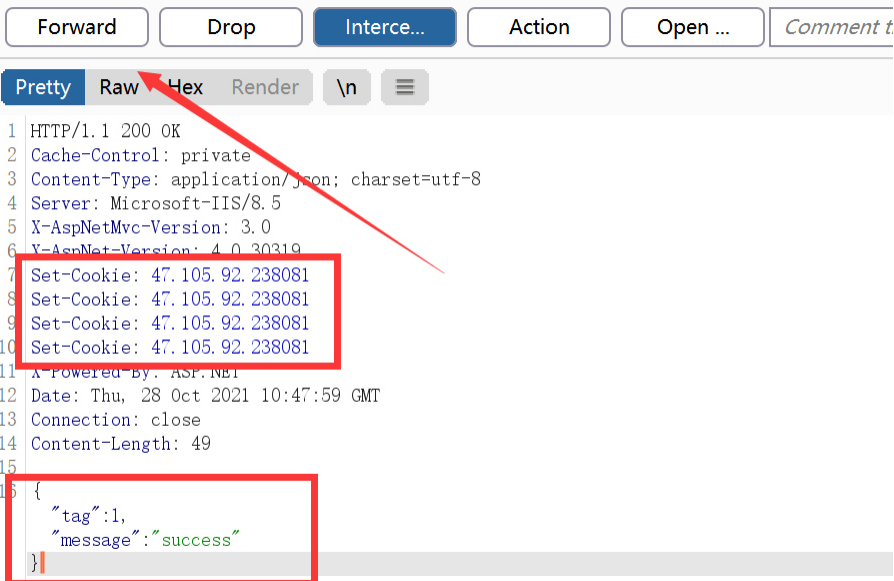 Forward Drop Interce... Action Open ... Comment t
Pretty Raw Hex Render \n
1 HTTP/1.1 200 OK
2 Cache-Control: private
3 Content-Type: application/json; charset=utf-8
4 Server: Microsoft-IIS/8.5
5 X-AspNetMvc-Version: 3.0
6 X-AspNet-Version: 4.0.30319
7 Set-Cookie: 47.105.92.238081
8 Set-Cookie: 47.105.92.238081
9 Set-Cookie: 47.105.92.238081
10 Set-Cookie: 47.105.92.238081
11 X-Powered-By: ASP.NET
12 Date: Thu, 28 Oct 2021 10:47:59 GMT
13 Connection: close
14 Content-Length: 49
15
16 {
"tag":1,
"message":"success"
}